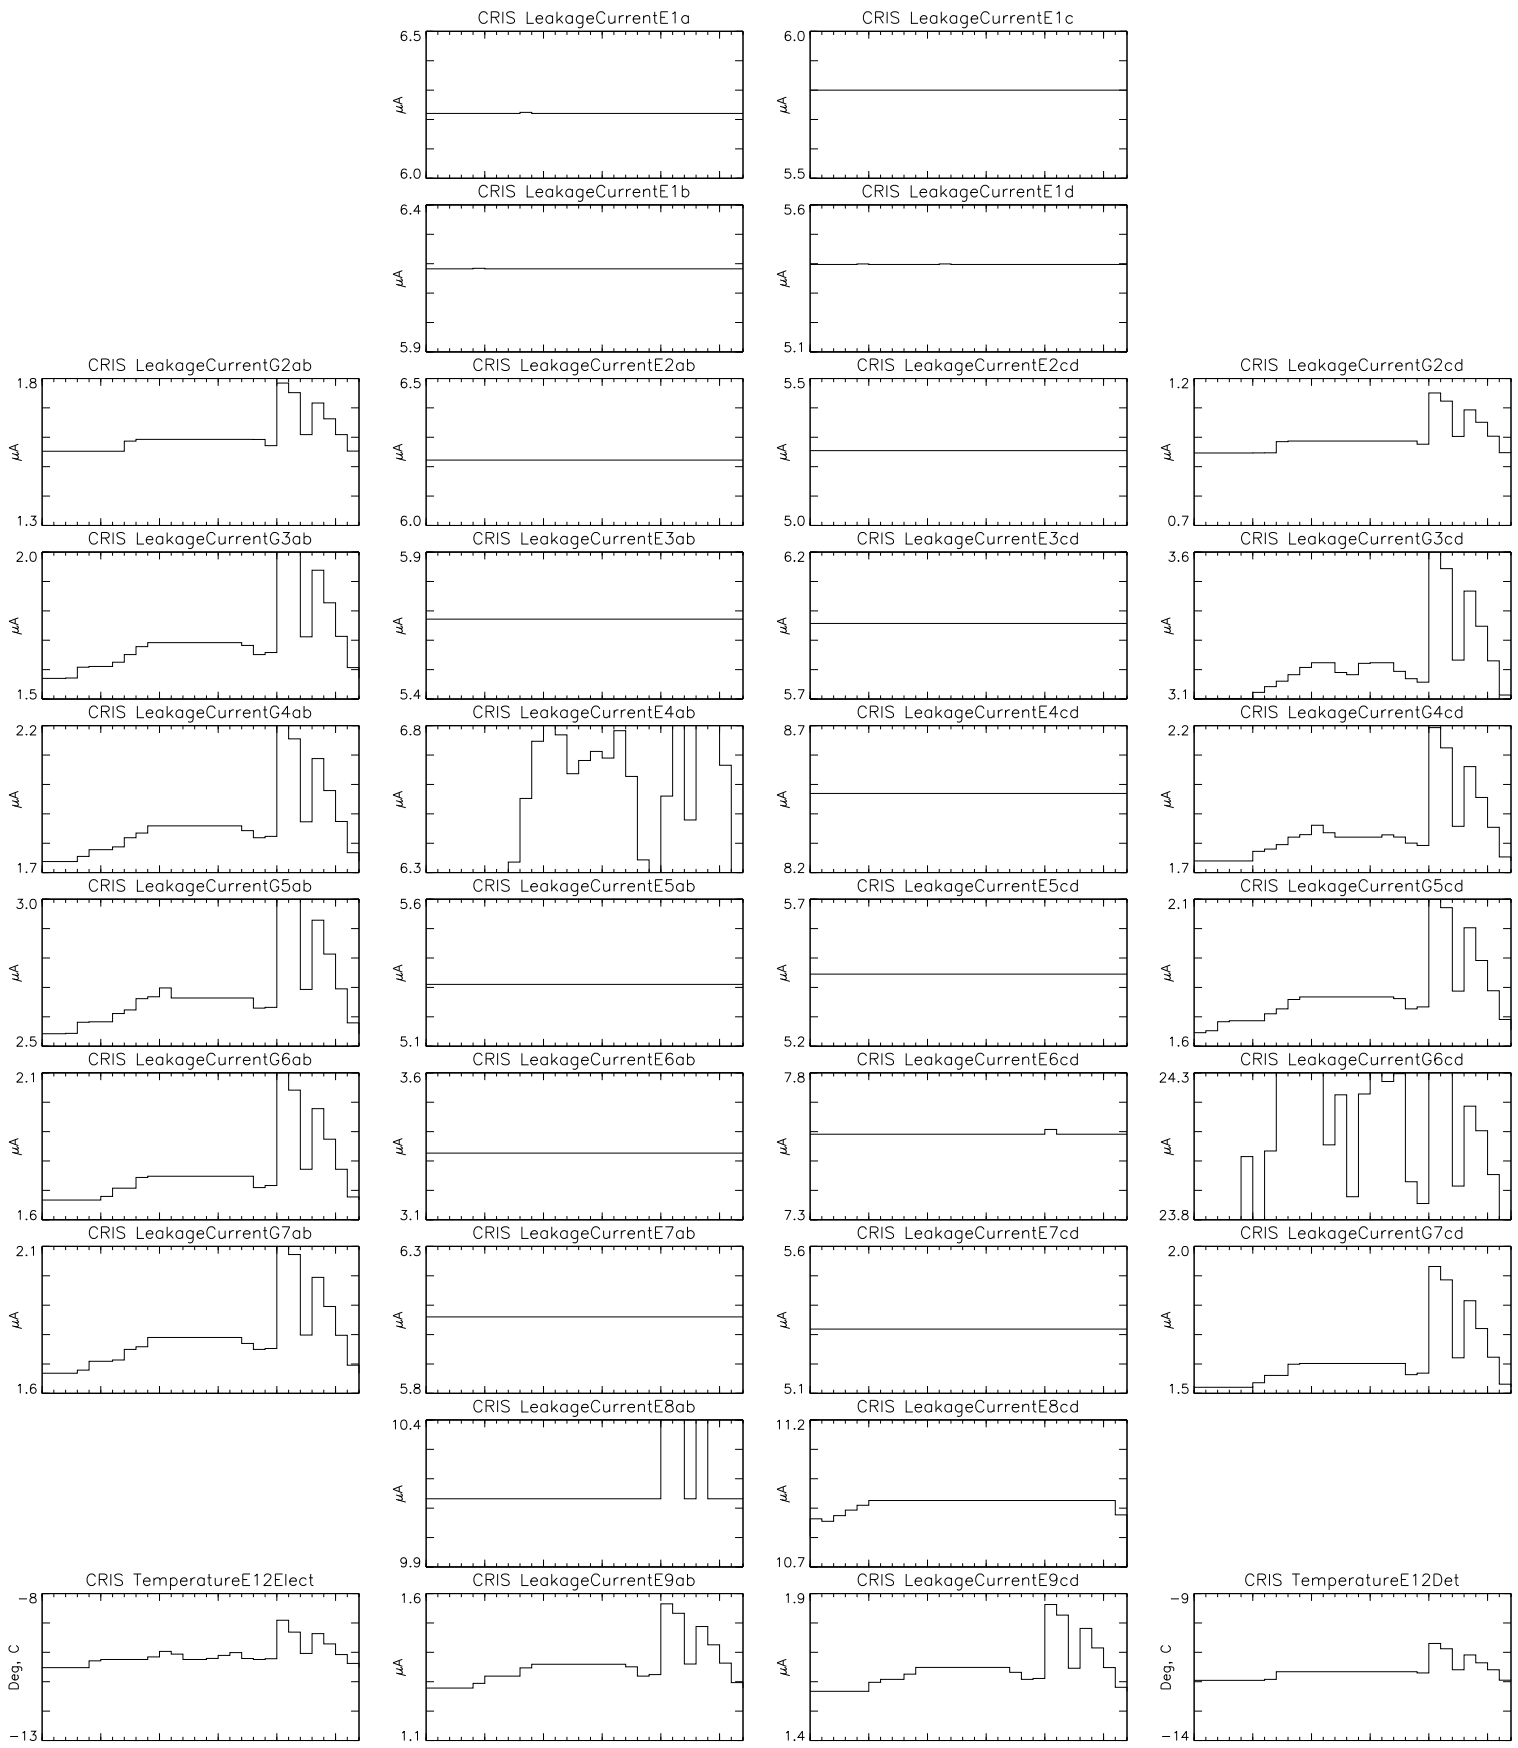 CRIS LeakageCurrentE1a
6.5
μA
6.0
CRIS LeakageCurrentE1c
6.0
μA
5.5
CRIS LeakageCurrentE1b
6.4
μA
5.9
CRIS LeakageCurrentE1d
5.6
μA
5.1
CRIS LeakageCurrentG2ab
1.8
μA
1.3
CRIS LeakageCurrentE2ab
6.5
μA
6.0
CRIS LeakageCurrentE2cd
5.5
μA
5.0
CRIS LeakageCurrentG2cd
1.2
μA
0.7
CRIS LeakageCurrentG3ab
2.0
μA
1.5
CRIS LeakageCurrentE3ab
5.9
μA
5.4
CRIS LeakageCurrentE3cd
6.2
μA
5.7
CRIS LeakageCurrentG3cd
3.6
μA
3.1
CRIS LeakageCurrentG4ab
2.2
μA
1.7
CRIS LeakageCurrentE4ab
6.8
μA
6.3
CRIS LeakageCurrentE4cd
8.7
μA
8.2
CRIS LeakageCurrentG4cd
2.2
μA
1.7
CRIS LeakageCurrentG5ab
3.0
μA
2.5
CRIS LeakageCurrentE5ab
5.6
μA
5.1
CRIS LeakageCurrentE5cd
5.7
μA
5.2
CRIS LeakageCurrentG5cd
2.1
μA
1.6
CRIS LeakageCurrentG6ab
2.1
μA
1.6
CRIS LeakageCurrentE6ab
3.6
μA
3.1
CRIS LeakageCurrentE6cd
7.8
μA
7.3
CRIS LeakageCurrentG6cd
24.3
μA
23.8
CRIS LeakageCurrentG7ab
2.1
μA
1.6
CRIS LeakageCurrentE7ab
6.3
μA
5.8
CRIS LeakageCurrentE7cd
5.6
μA
5.1
CRIS LeakageCurrentG7cd
2.0
μA
1.5
CRIS LeakageCurrentE8ab
10.4
μA
9.9
CRIS LeakageCurrentE8cd
11.2
μA
10.7
CRIS TemperatureE12Elect
-8
Deg, C
-13
CRIS LeakageCurrentE9ab
1.6
μA
1.1
CRIS LeakageCurrentE9cd
1.9
μA
1.4
CRIS TemperatureE12Det
-9
Deg, C
-14